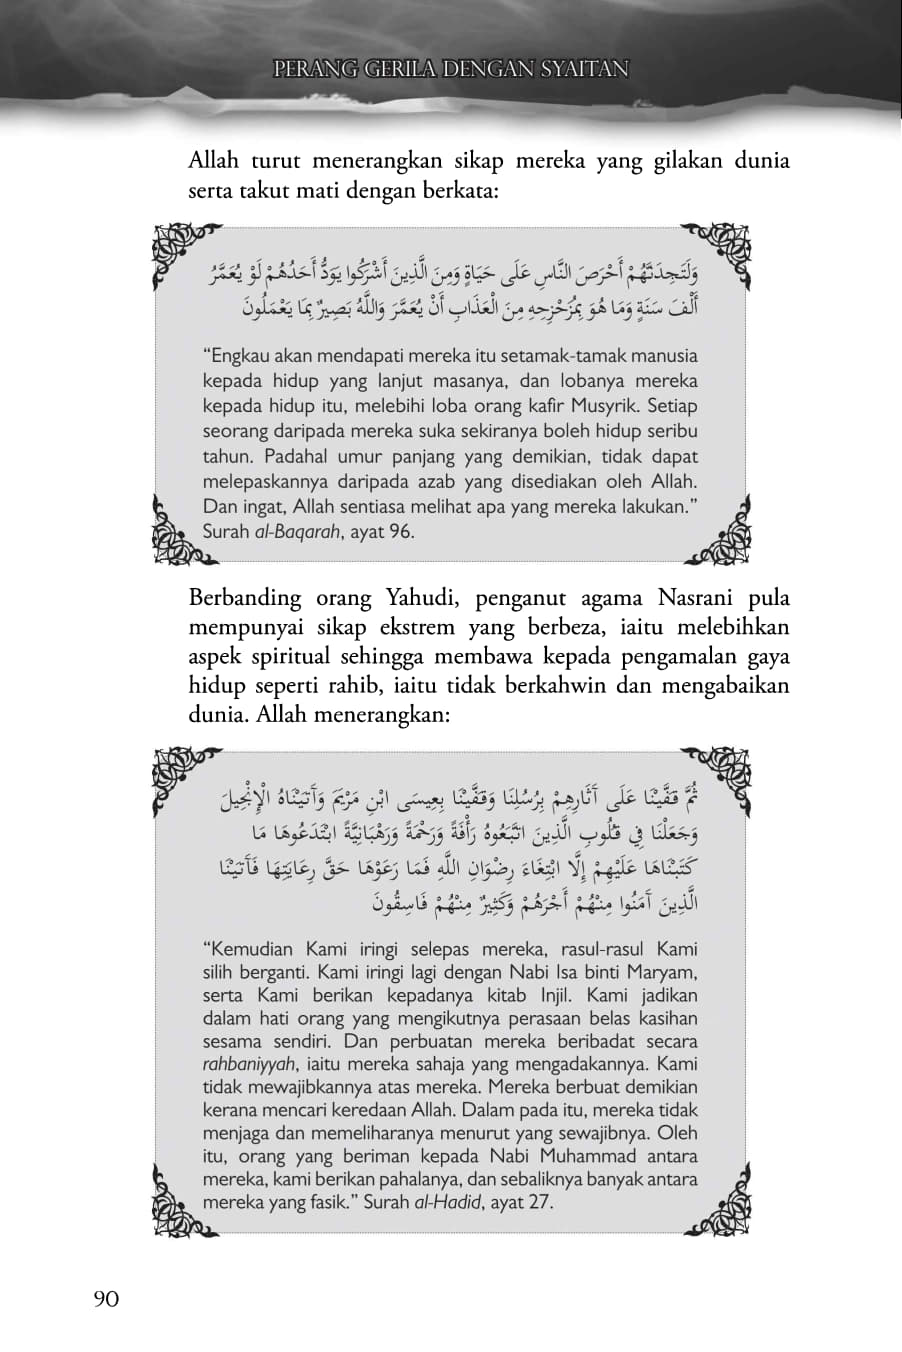 PERANG GERILA DENGAN SYAITAN
Allah turut menerangkan sikap mereka yang gilakan dunia
serta takut mati dengan berkata:
وَلَتَجِدَنَّهُمْ أَحْرَصَ النَّاسِ عَلَى حَيَاةٍ وَمِنَ الَّذِينَ أَشْرَكُوا يَوَدُّ أَحَدُهُمْ لَوْ يُعَمَّرُ
أَلْفَ سَنَةٍ وَمَا هُوَ بِمُزَحْزِحِهِ مِنَ الْعَذَابِ أَنْ يُعَمَّرَ وَاللَّهُ بَصِيرٌ بِمَا يَعْمَلُونَ
“Engkau akan mendapati mereka itu setamak-tamak manusia
kepada hidup yang lanjut masanya, dan lobanya mereka
kepada hidup itu, melebihi loba orang kafir Musyrik. Setiap
seorang daripada mereka suka sekiranya boleh hidup seribu
tahun. Padahal umur panjang yang demikian, tidak dapat
melepaskannya daripada azab yang disediakan oleh Allah.
Dan ingat, Allah sentiasa melihat apa yang mereka lakukan.”
Surah al-Baqarah, ayat 96.
Berbanding orang Yahudi, penganut agama Nasrani pula
mempunyai sikap ekstrem yang berbeza, iaitu melebihkan
aspek spiritual sehingga membawa kepada pengamalan gaya
hidup seperti rahib, iaitu tidak berkahwin dan mengabaikan
dunia. Allah menerangkan:
ثُمَّ قَفَّيْنَا عَلَى آثَارِهِمْ بِرُسُلِنَا وَقَفَّيْنَا بِعِيسَى ابْنِ مَرْيَمَ وَآتَيْنَاهُ الْإِنْجِيلَ
وَجَعَلْنَا فِي قُلُوبِ الَّذِينَ اتَّبَعُوهُ رَأْفَةً وَرَحْمَةً وَرَهْبَانِيَّةً ابْتَدَعُوهَا مَا
كَتَبْنَاهَا عَلَيْهِمْ إِلَّا ابْتِغَاءَ رِضْوَانِ اللَّهِ فَمَا رَعَوْهَا حَقَّ رِعَايَتِهَا فَآتَيْنَا
الَّذِينَ آمَنُوا مِنْهُمْ أَجْرَهُمْ وَكَثِيرٌ مِنْهُمْ فَاسِقُونَ
“Kemudian Kami iringi selepas mereka, rasul-rasul Kami
silih berganti. Kami iringi lagi dengan Nabi Isa binti Maryam,
serta Kami berikan kepadanya kitab Injil. Kami jadikan
dalam hati orang yang mengikutnya perasaan belas kasihan
sesama sendiri. Dan perbuatan mereka beribadat secara
rahbaniyyah, iaitu mereka sahaja yang mengadakannya. Kami
tidak mewajibkannya atas mereka. Mereka berbuat demikian
kerana mencari keredaan Allah. Dalam pada itu, mereka tidak
menjaga dan memeliharanya menurut yang sewajibnya. Oleh
itu, orang yang beriman kepada Nabi Muhammad antara
mereka, kami berikan pahalanya, dan sebaliknya banyak antara
mereka yang fasik.” Surah al-Hadid, ayat 27.
90